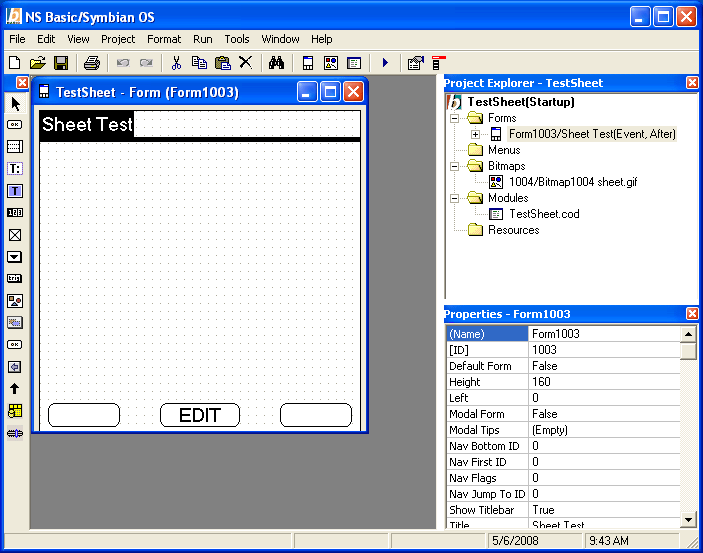 NS Basic/Symbian OS
File Edit View Project Format Run Tools Window Help
TestSheet - Form (Form1003)
Sheet Test
EDIT
Project Explorer - TestSheet
TestSheet(Startup)
Forms
Form1003/Sheet Test(Event, After)
Menus
Bitmaps
1004/Bitmap1004 sheet.gif
Modules
TestSheet.cod
Resources
Properties - Form1003
(Name) Form1003
[ID] 1003
Default Form False
Height 160
Left 0
Modal Form False
Modal Tips (Empty)
Nav Bottom ID 0
Nav First ID 0
Nav Flags 0
Nav Jump To ID 0
Show Titlebar True
Title Sheet Test
5/6/2008 9:43 AM